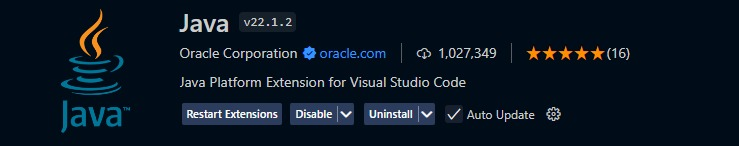 Java v22.1.2
Oracle Corporation oracle.com 1,027,349 (16)
Java Platform Extension for Visual Studio Code
Java™
Restart Extensions Disable Uninstall Auto Update